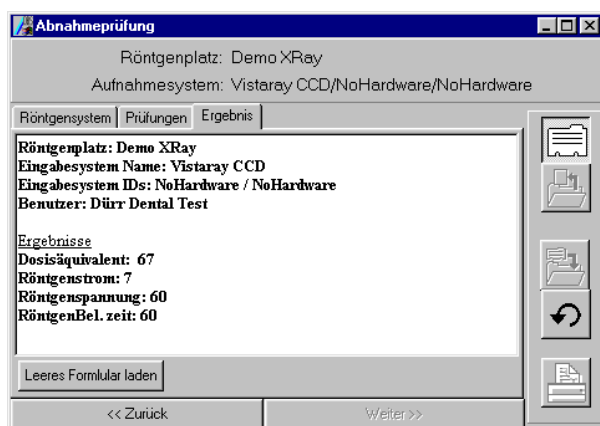 Abnahmeprüfung
Röntgenplatz: Demo XRay
Aufnahmesystem: Vistaray CCD/NoHardware/NoHardware
Röntgensystem Prüfungen Ergebnis
Röntgenplatz: Demo XRay
Eingabesystem Name: Vistaray CCD
Eingabesystem IDs: NoHardware / NoHardware
Benutzer: Dürr Dental Test
Ergebnisse
Dosisäquivalent: 67
Röntgenstrom: 7
Röntgenspannung: 60
RöntgenBel. zeit: 60
Leeres Formlular laden
<< Zurück Weiter >>